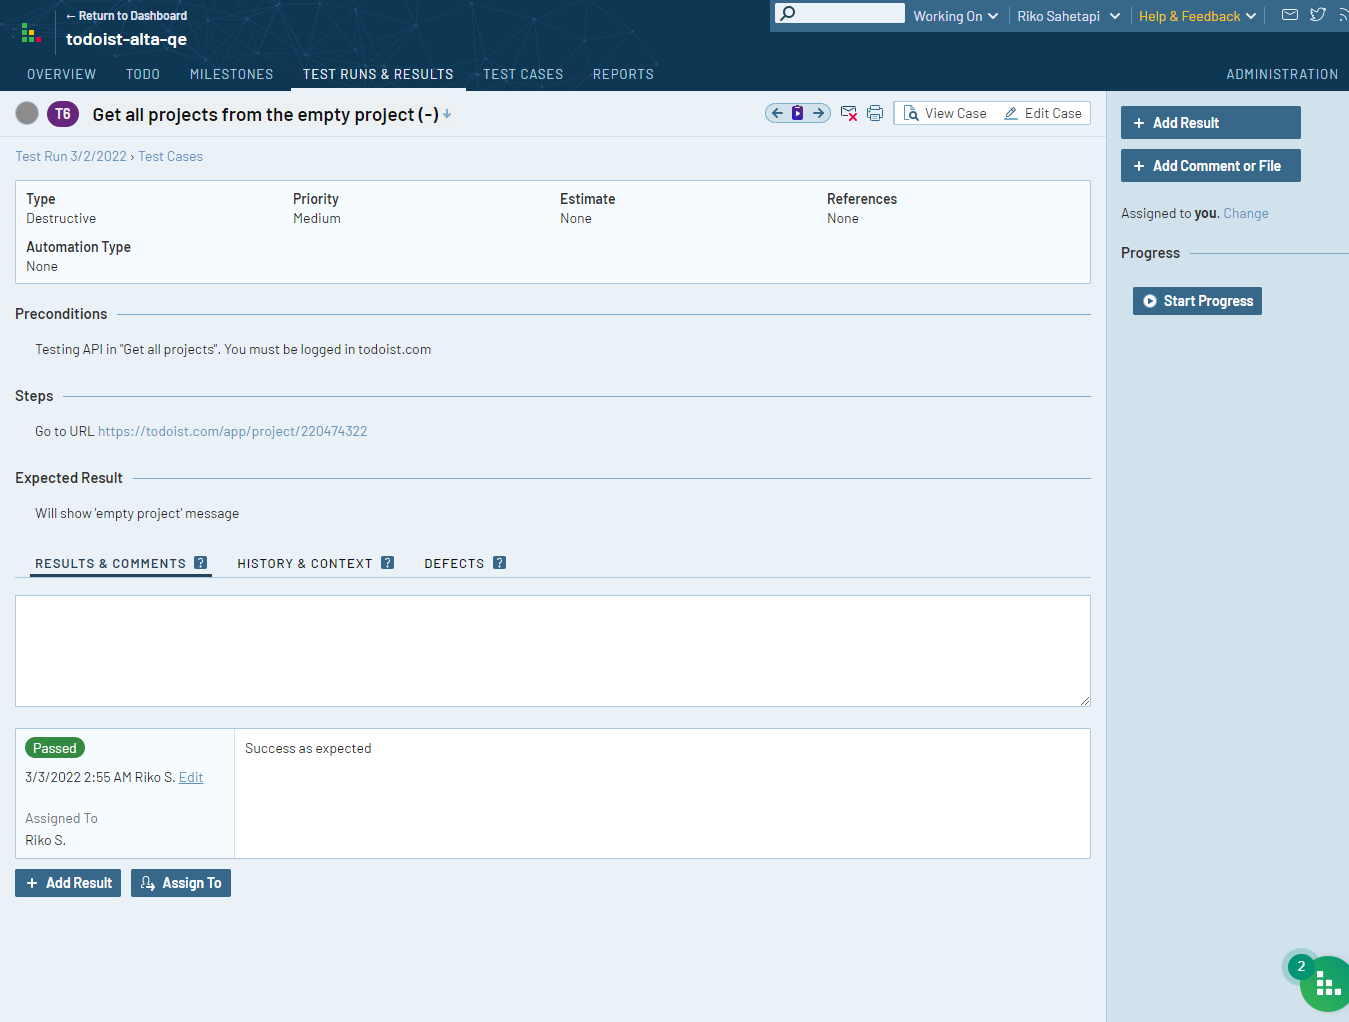 ← Return to Dashboard
todoist-alta-qe
Working On
Riko Sahetapi
Help & Feedback
OVERVIEW TODO MILESTONES TEST RUNS & RESULTS TEST CASES REPORTS ADMINISTRATION
T6 Get all projects from the empty project (-)
View Case Edit Case
Test Run 3/2/2022 › Test Cases
Type Priority Estimate References
Destructive Medium None None
Automation Type
None
Preconditions
Testing API in "Get all projects". You must be logged in todoist.com
Steps
Go to URL https://todoist.com/app/project/220474322
Expected Result
Will show 'empty project' message
RESULTS & COMMENTS ? HISTORY & CONTEXT ? DEFECTS ?
Passed
3/3/2022 2:55 AM Riko S. Edit
Assigned To
Riko S.
Success as expected
+ Add Result Assign To
+ Add Result
+ Add Comment or File
Assigned to you. Change
Progress
Start Progress
2